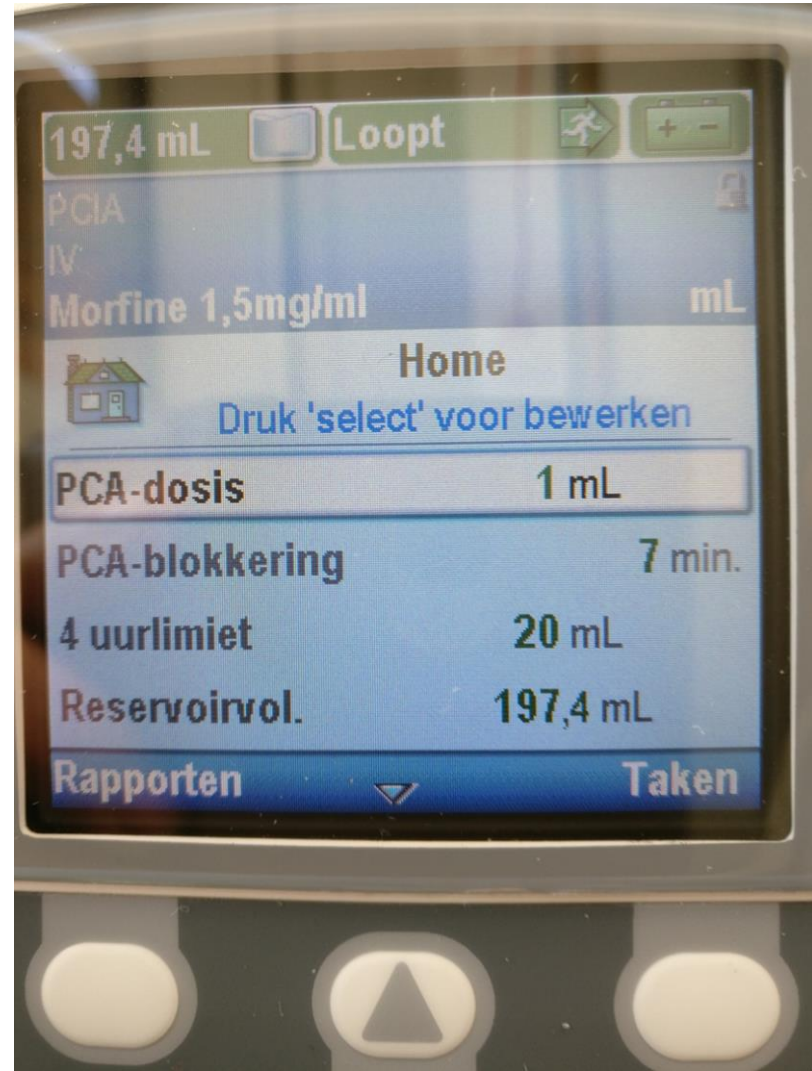 197,4 mL Loopt + -
PCIA
IV
Morfine 1,5mg/ml mL
Home
Druk 'select' voor bewerken
PCA-dosis 1 mL
PCA-blokkering 7 min.
4 uurlimiet 20 mL
Reservoirvol. 197,4 mL
Rapporten Taken